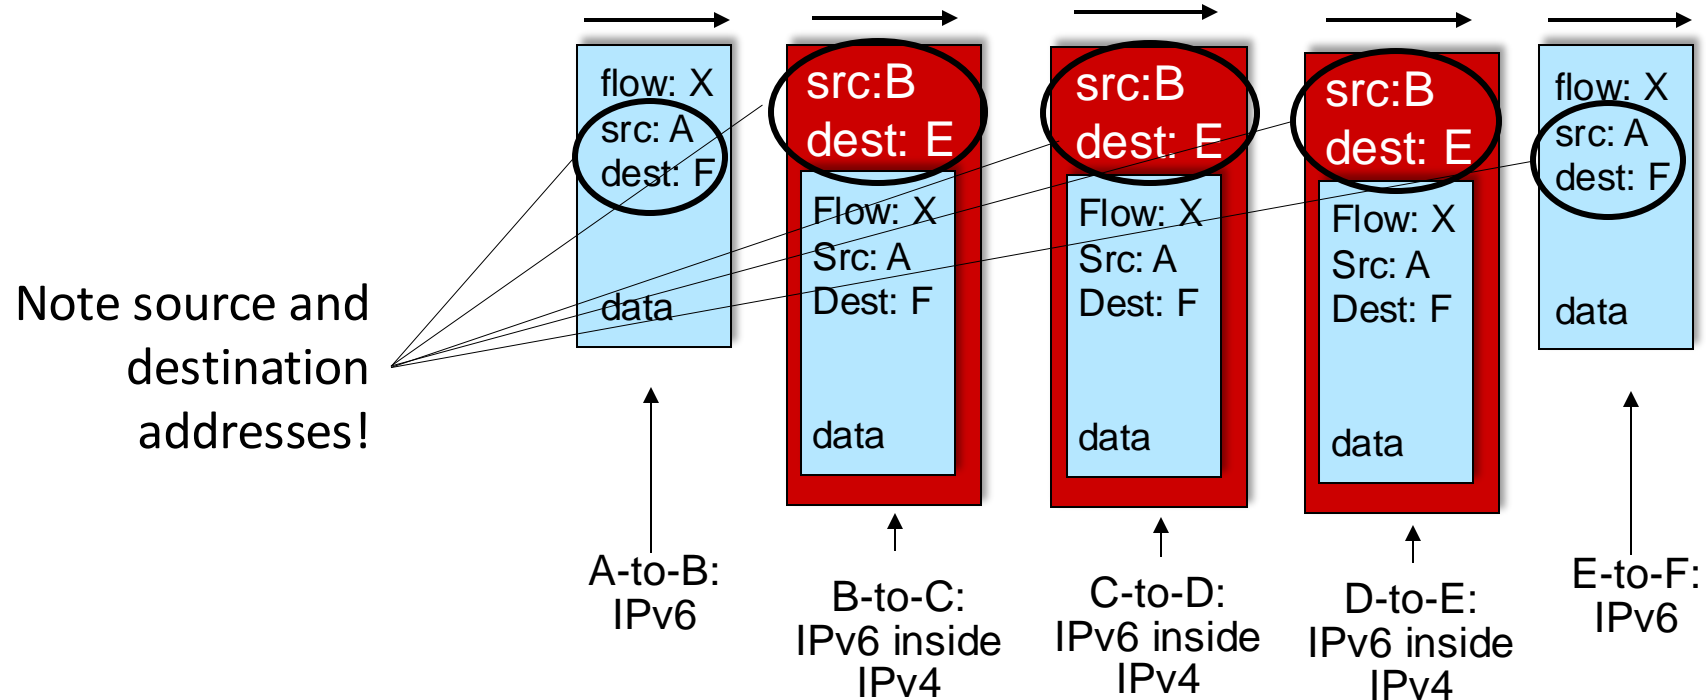 Note source and
destination
addresses!
flow: X
src: A
dest: F
data
A-to-B:
IPv6
src:B
dest: E
Flow: X
Src: A
Dest: F
data
B-to-C:
IPv6 inside
IPv4
src:B
dest: E
Flow: X
Src: A
Dest: F
data
C-to-D:
IPv6 inside
IPv4
src:B
dest: E
Flow: X
Src: A
Dest: F
data
D-to-E:
IPv6 inside
IPv4
flow: X
src: A
dest: F
data
E-to-F:
IPv6